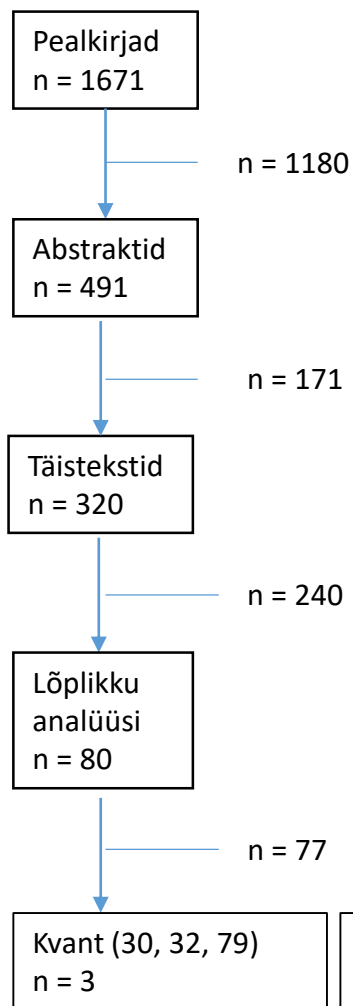 Pealkirjad
n = 1671
n = 1180
Abstraktid
n = 491
n = 171
Täistekstid
n = 320
n = 240
Lõplikku
analüüsi
n = 80
n = 77
Kvant (30, 32, 79)
n = 3